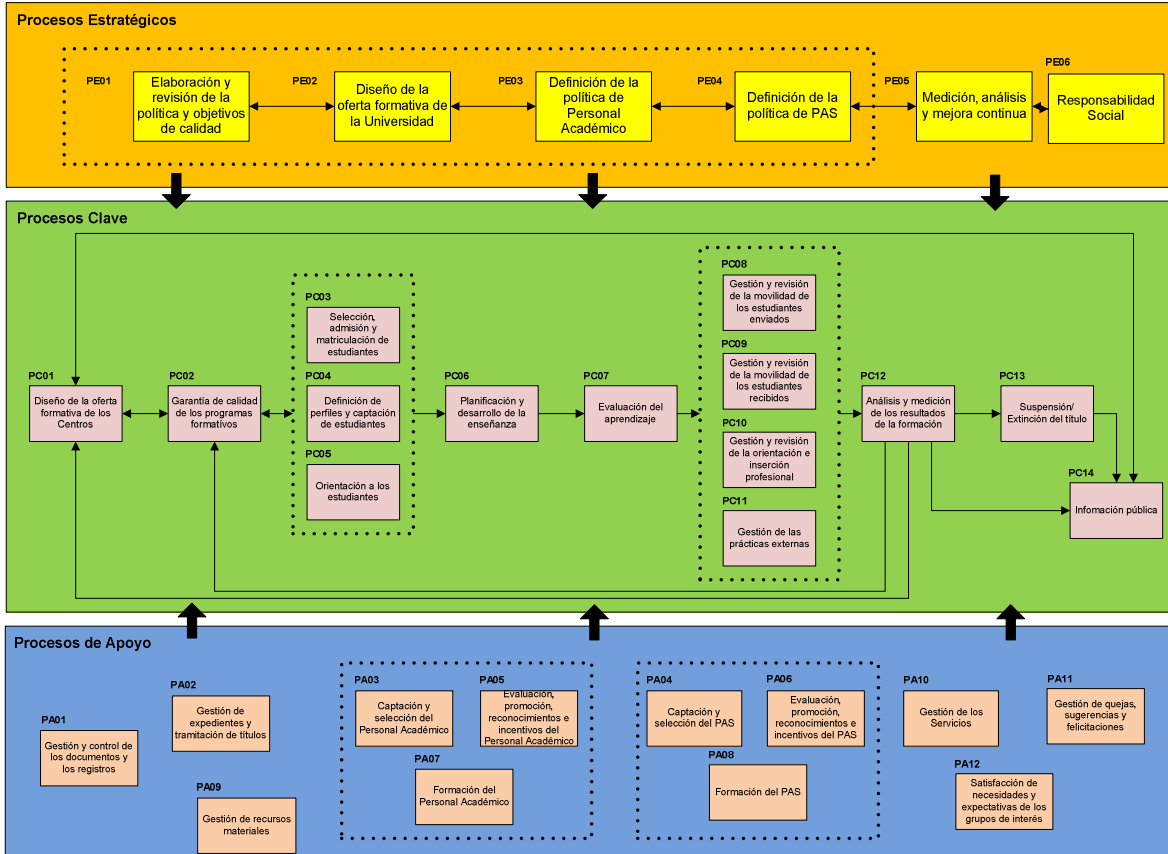 Procesos Estratégicos
PE01
Elaboración y
revisión de la
política y objetivos
de calidad
PE02
Diseño de la
oferta formativa de
la Universidad
PE03
Definición de la
política de
Personal
Académico
PE04
Definición de la
política de PAS
PE05
Medición, análisis
y mejora continua
PE06
Responsabilidad
Social
Procesos Clave
PC01
Diseño de la oferta
formativa de los
Centros
PC02
Garantía de calidad
de los programas
formativos
PC03
Selección,
admisión y
matriculación de
estudiantes
PC04
Definición de
perfiles y captación
de estudiantes
PC05
Orientación a los
estudiantes
PC06
Planificación y
desarrollo de la
enseñanza
PC07
Evaluación del
aprendizaje
PC08
Gestión y revisión
de la movilidad de
los estudiantes
enviados
PC09
Gestión y revisión
de la movilidad de
los estudiantes
recibidos
PC10
Gestión y revisión
de la orientación e
inserción
profesional
PC11
Gestión de las
prácticas externas
PC12
Análisis y medición
de los resultados
de la formación
PC13
Suspensión/
Extinción del título
PC14
Infomación pública
Procesos de Apoyo
PA01
Gestión y control de
los documentos y
los registros
PA02
Gestión de
expedientes y
tramitación de títulos
PA09
Gestión de recursos
materiales
PA03
Captación y
selección del
Personal Académico
PA05
Evaluación,
promoción,
reconocimientos e
incentivos del
Personal Académico
PA07
Formación del
Personal Académico
PA04
Captación y
selección del PAS
PA06
Evaluación,
promoción,
reconocimientos e
incentivos del PAS
PA08
Formación del PAS
PA10
Gestión de los
Servicios
PA11
Gestión de quejas,
sugerencias y
felicitaciones
PA12
Satisfacción de
necesidades y
expectativas de los
grupos de interés